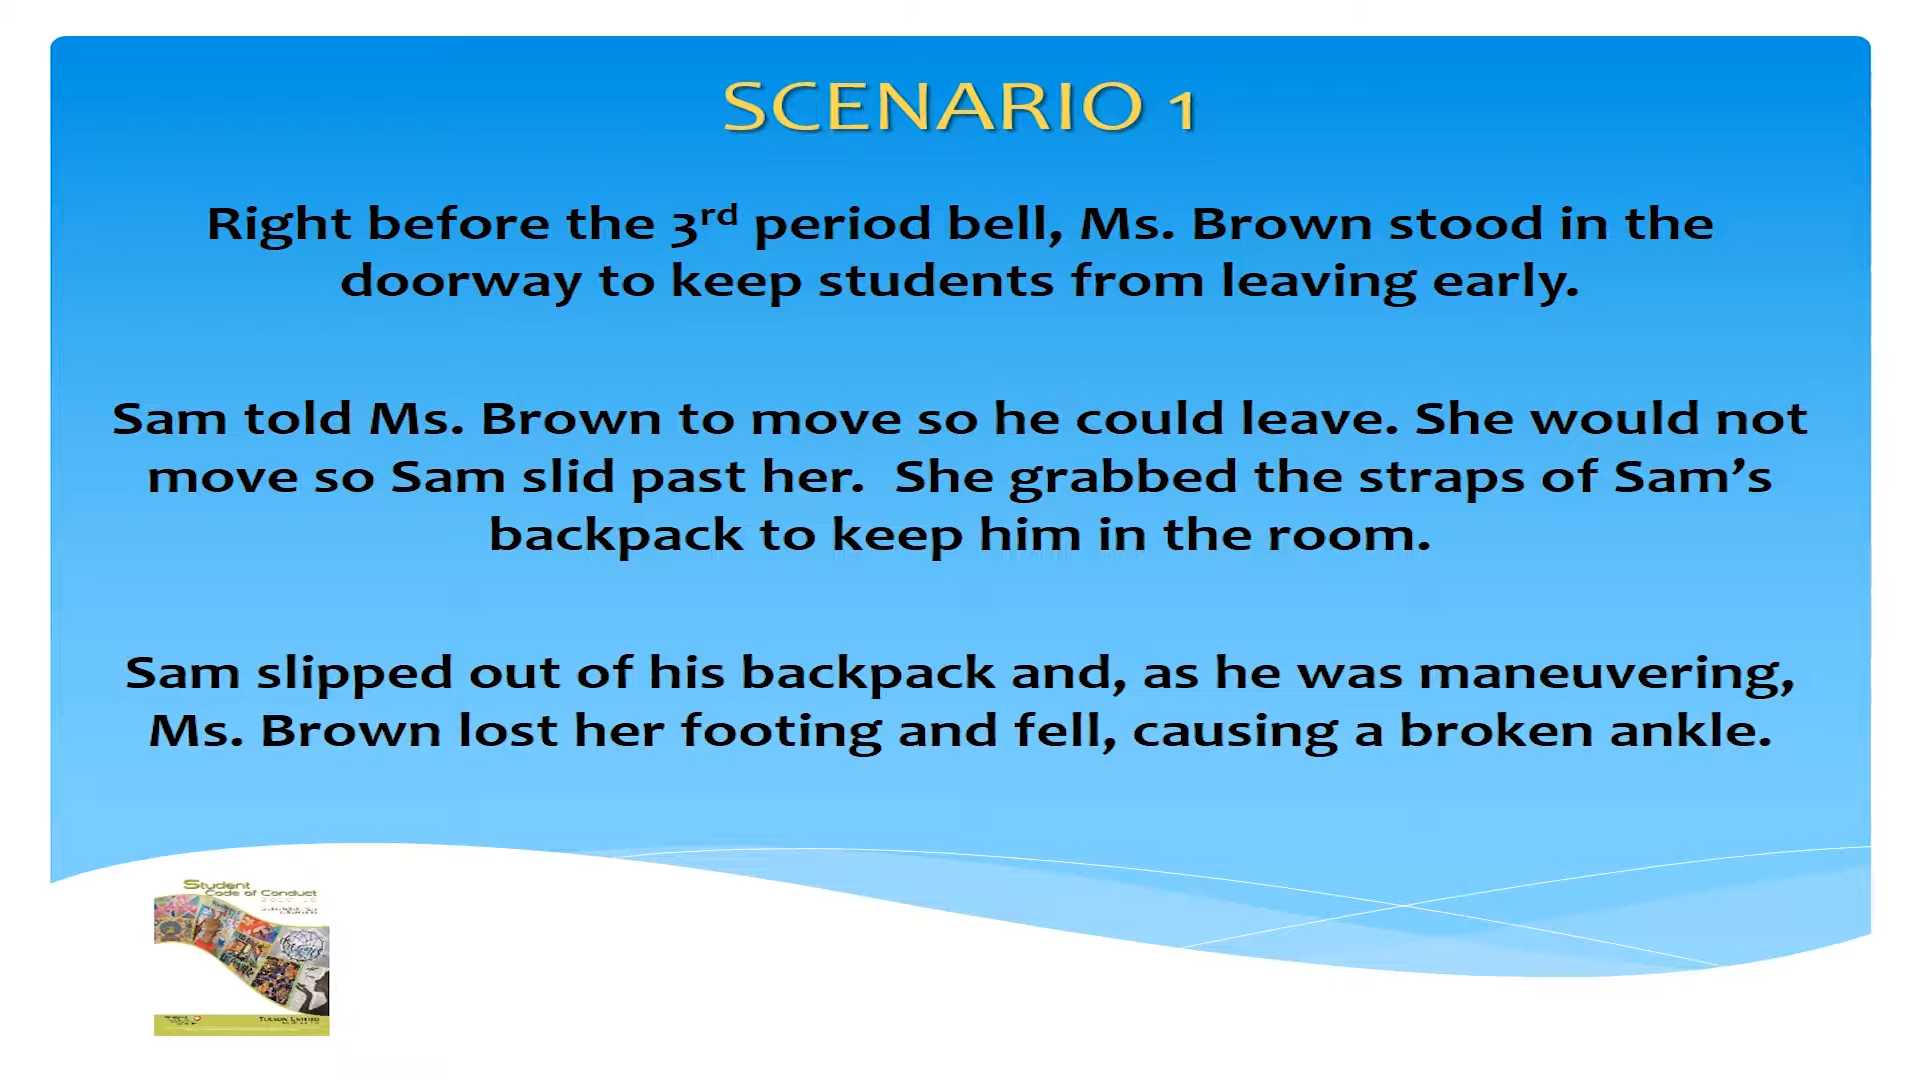 SCENARIO 1
Right before the 3rd period bell, Ms. Brown stood in the
doorway to keep students from leaving early.
Sam told Ms. Brown to move so he could leave. She would not
move so Sam slid past her.  She grabbed the straps of Sam’s
backpack to keep him in the room.
Sam slipped out of his backpack and, as he was maneuvering,
Ms. Brown lost her footing and fell, causing a broken ankle.
Student
Code of Conduct
Tucson Unified